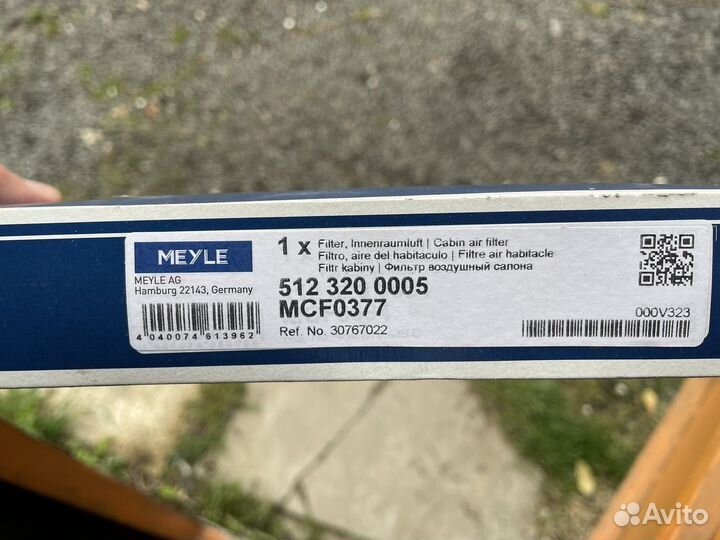 MEYLE
MEYLE AG
Hamburg 22143, Germany
4 040074 613962
1 x Filter, Innenraumluft | Cabin air filter
Filtro, aire del habitaculo | Filtre air habitacle
Filtr kabiny | Фильтр воздушный салона
512 320 0005
MCF0377
Ref. No. 30767022
000V323
Avito